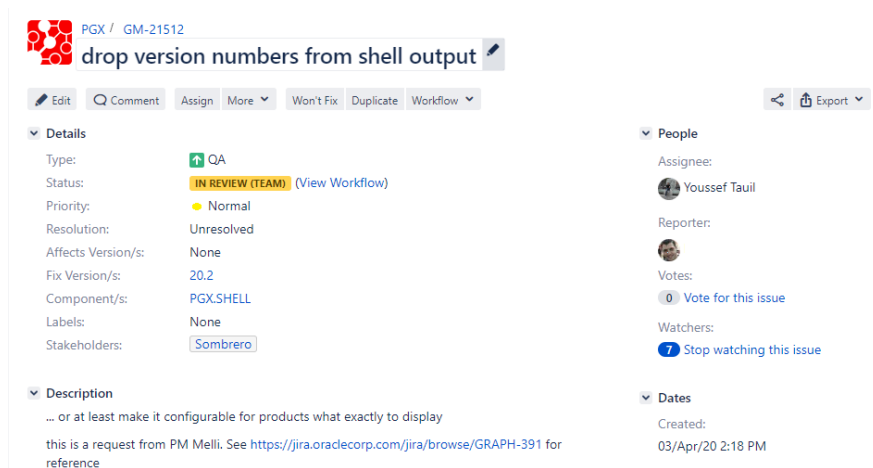 PGX / GM-21512
drop version numbers from shell output
Edit Comment Assign More Won't Fix Duplicate Workflow Export
Details
Type: QA
Status: IN REVIEW (TEAM) (View Workflow)
Priority: Normal
Resolution: Unresolved
Affects Version/s: None
Fix Version/s: 20.2
Component/s: PGX.SHELL
Labels: None
Stakeholders: Sombrero
Description
... or at least make it configurable for products what exactly to display
this is a request from PM Melli. See https://jira.oraclecorp.com/jira/browse/GRAPH-391 for
reference
People
Assignee:
Youssef Tauil
Reporter:
Votes:
0 Vote for this issue
Watchers:
7 Stop watching this issue
Dates
Created:
03/Apr/20 2:18 PM